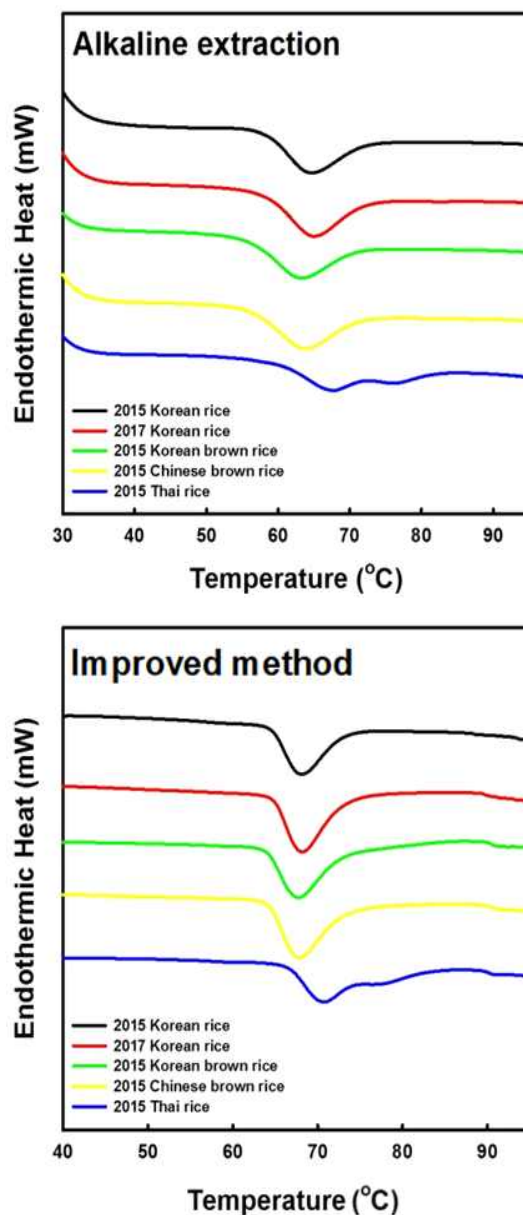 Alkaline extraction
Endothermic Heat (mW)
2015 Korean rice
2017 Korean rice
2015 Korean brown rice
2015 Chinese brown rice
2015 Thai rice
30 40 50 60 70 80 90
Temperature (°C)
Improved method
Endothermic Heat (mW)
2015 Korean rice
2017 Korean rice
2015 Korean brown rice
2015 Chinese brown rice
2015 Thai rice
40 50 60 70 80 90
Temperature (°C)